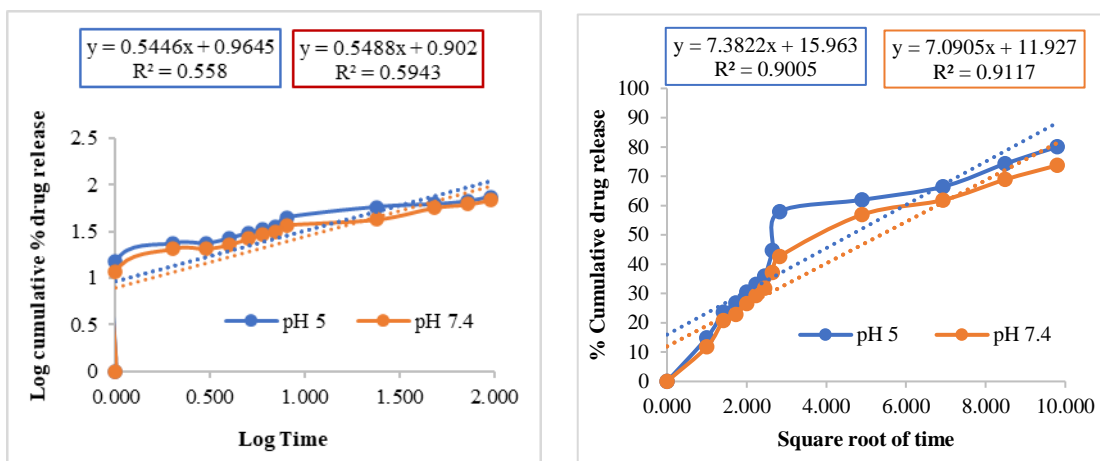 y = 0.5446x + 0.9645
R² = 0.558
y = 0.5488x + 0.902
R² = 0.5943
Log cumulative % drug release
2.5
2
1.5
1
0.5
0
0.000
0.500
1.000
1.500
2.000
pH 5
pH 7.4
Log Time
y = 7.3822x + 15.963
R² = 0.9005
y = 7.0905x + 11.927
R² = 0.9117
% Cumulative drug release
100
90
80
70
60
50
40
30
20
10
0
0.000
2.000
4.000
6.000
8.000
10.000
pH 5
pH 7.4
Square root of time